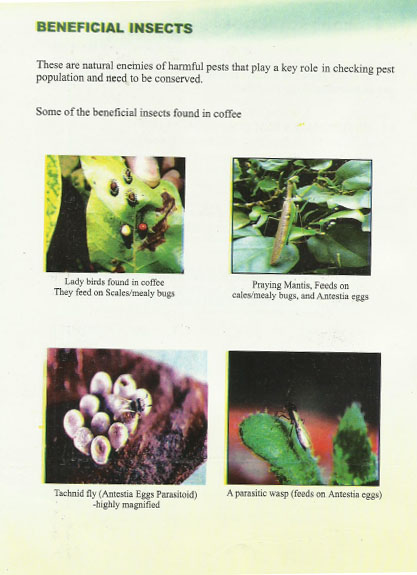 BENEFICIAL INSECTS
These are natural enemies of harmful pests that play a key role in checking pest
population and need to be conserved.
Some of the beneficial insects found in coffee
Lady birds found in coffee
They feed on Scales/mealy bugs
Praying Mantis, Feeds on
cales/mealy bugs, and Antestia eggs
Tachnid fly (Antestia Eggs Parasitoid)
-highly magnified
A parasitic wasp (feeds on Antestia eggs)